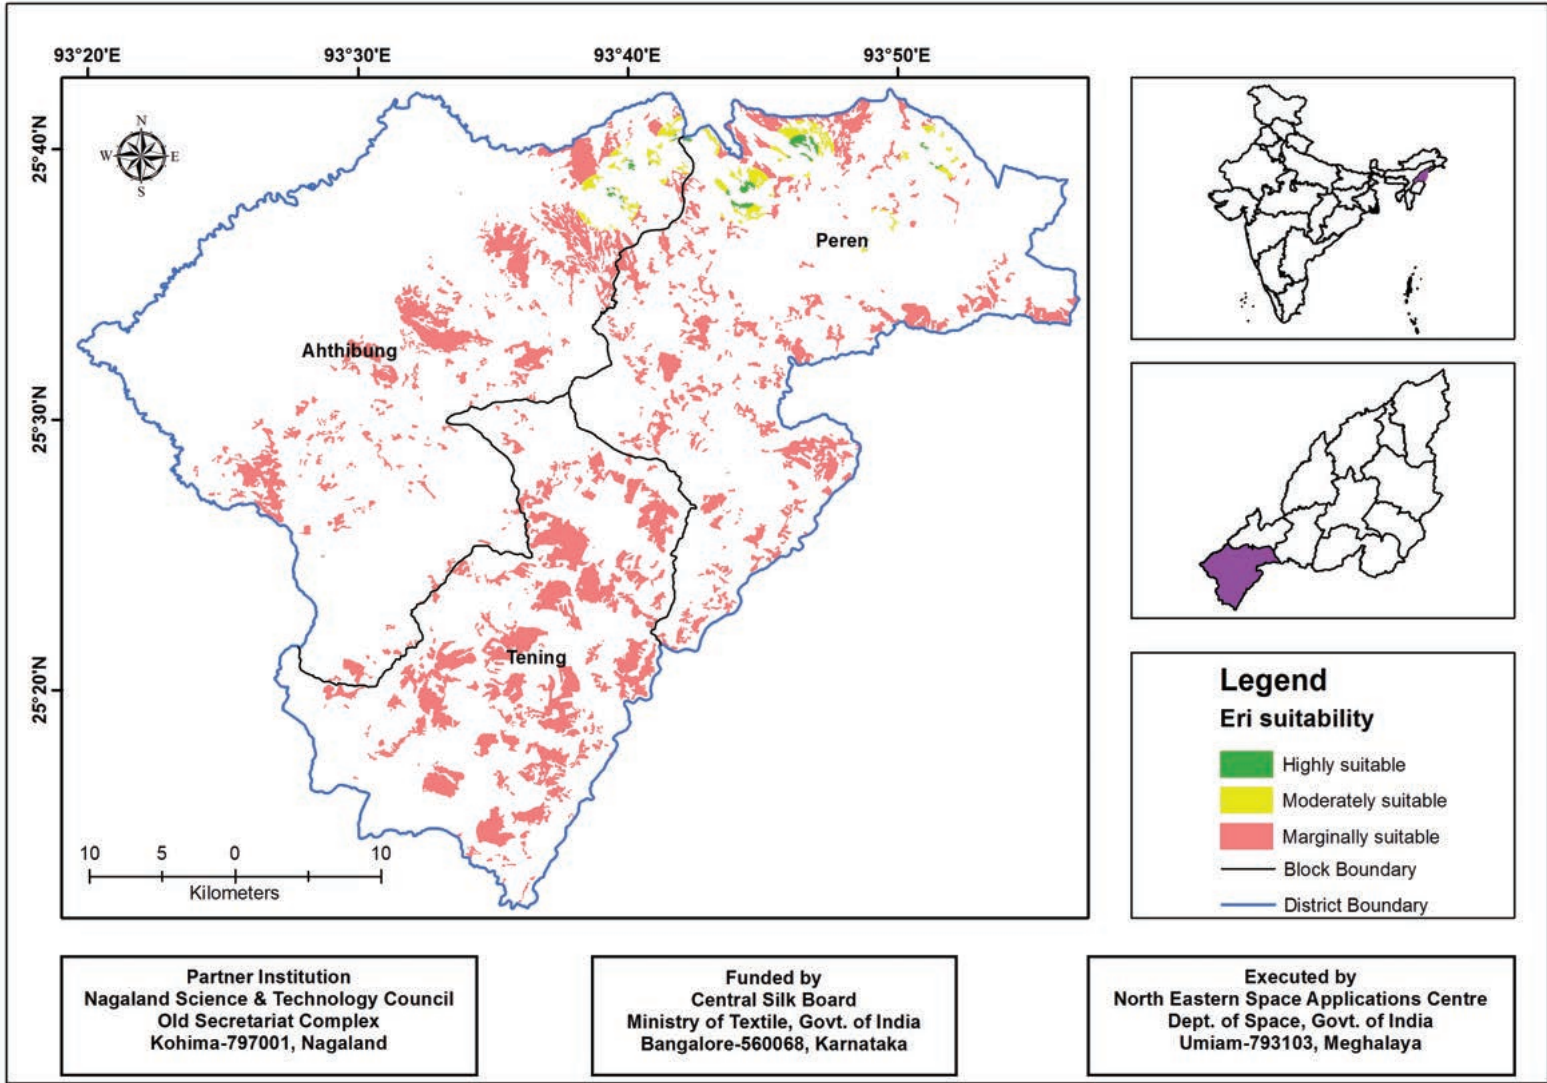 93°20'E
93°30'E
93°40'E
93°50'E
25°40'N
25°30'N
25°20'N
N
W E
S
Peren
Ahthibung
Tening
10 5 0 10
Kilometers
Legend
Eri suitability
Highly suitable
Moderately suitable
Marginally suitable
Block Boundary
District Boundary
Partner Institution
Nagaland Science & Technology Council
Old Secretariat Complex
Kohima-797001, Nagaland
Funded by
Central Silk Board
Ministry of Textile, Govt. of India
Bangalore-560068, Karnataka
Executed by
North Eastern Space Applications Centre
Dept. of Space, Govt. of India
Umiam-793103, Meghalaya